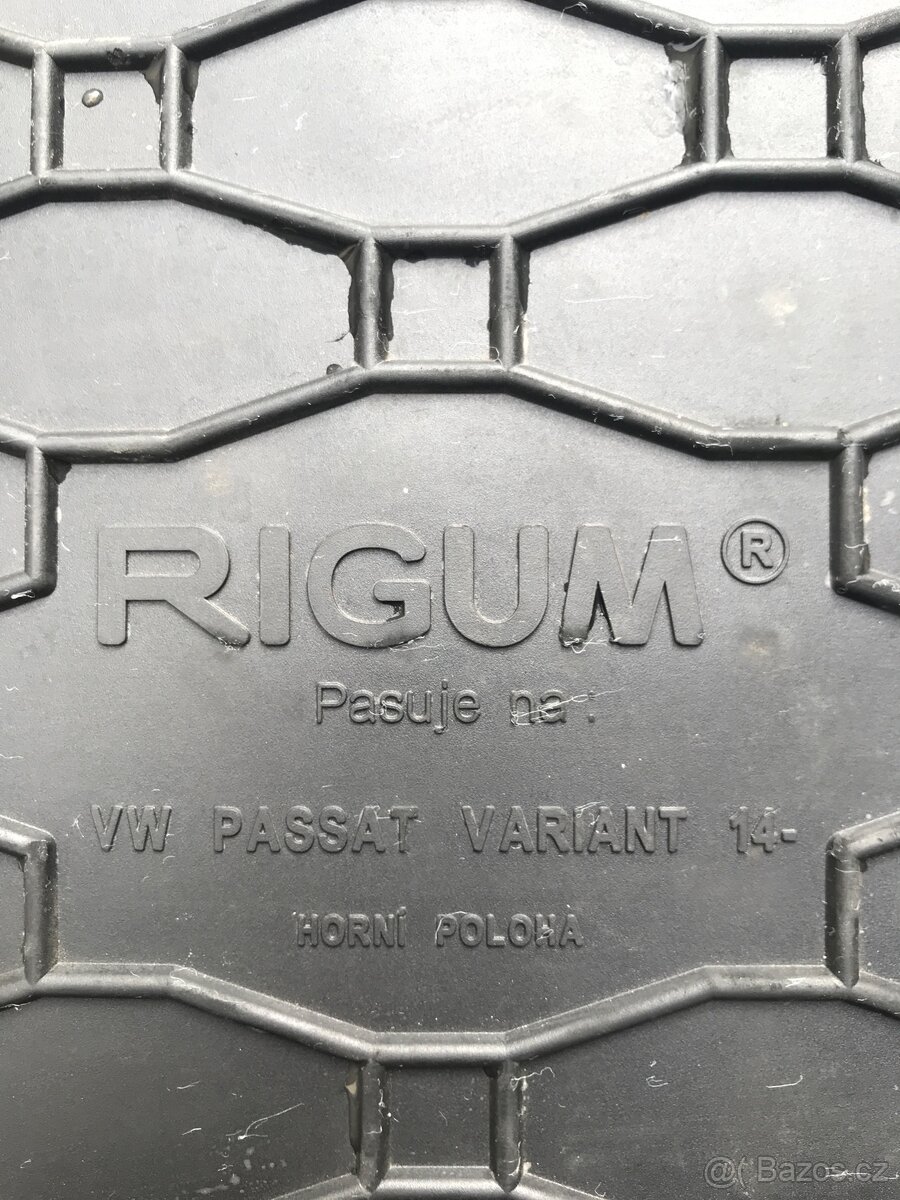 RIGUM®
Pasuje na:
VW PASSAT VARIANT 14-
HORNÍ POLOHA
@( Bazos.cz